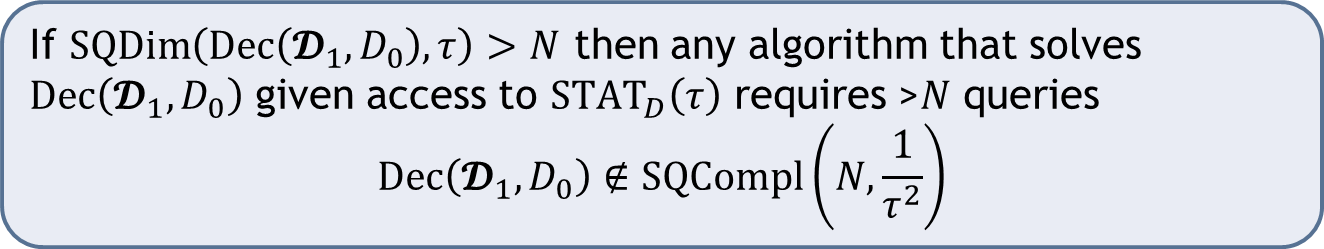 If SQDim(Dec(𝓓₁, D₀), τ) > N then any algorithm that solves
Dec(𝓓₁, D₀) given access to STAT_D(τ) requires >N queries
Dec(𝓓₁, D₀) ∉ SQCompl(N, 1/τ²)